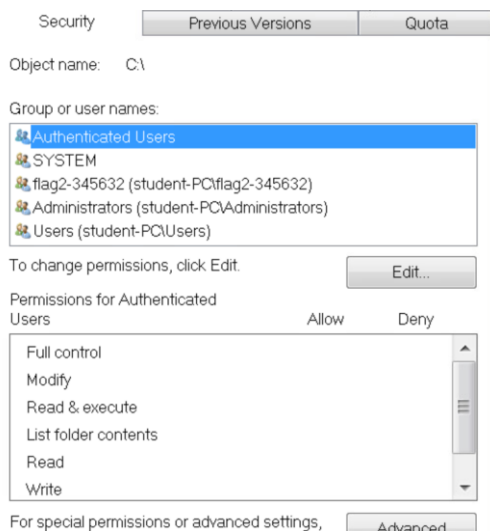 Security Previous Versions Quota
Object name: C:\
Group or user names:
Authenticated Users
SYSTEM
flag2-345632 (student-PC\flag2-345632)
Administrators (student-PC\Administrators)
Users (student-PC\Users)
To change permissions, click Edit.
Edit...
Permissions for Authenticated
Users Allow Deny
Full control
Modify
Read & execute
List folder contents
Read
Write
For special permissions or advanced settings,
Advanced